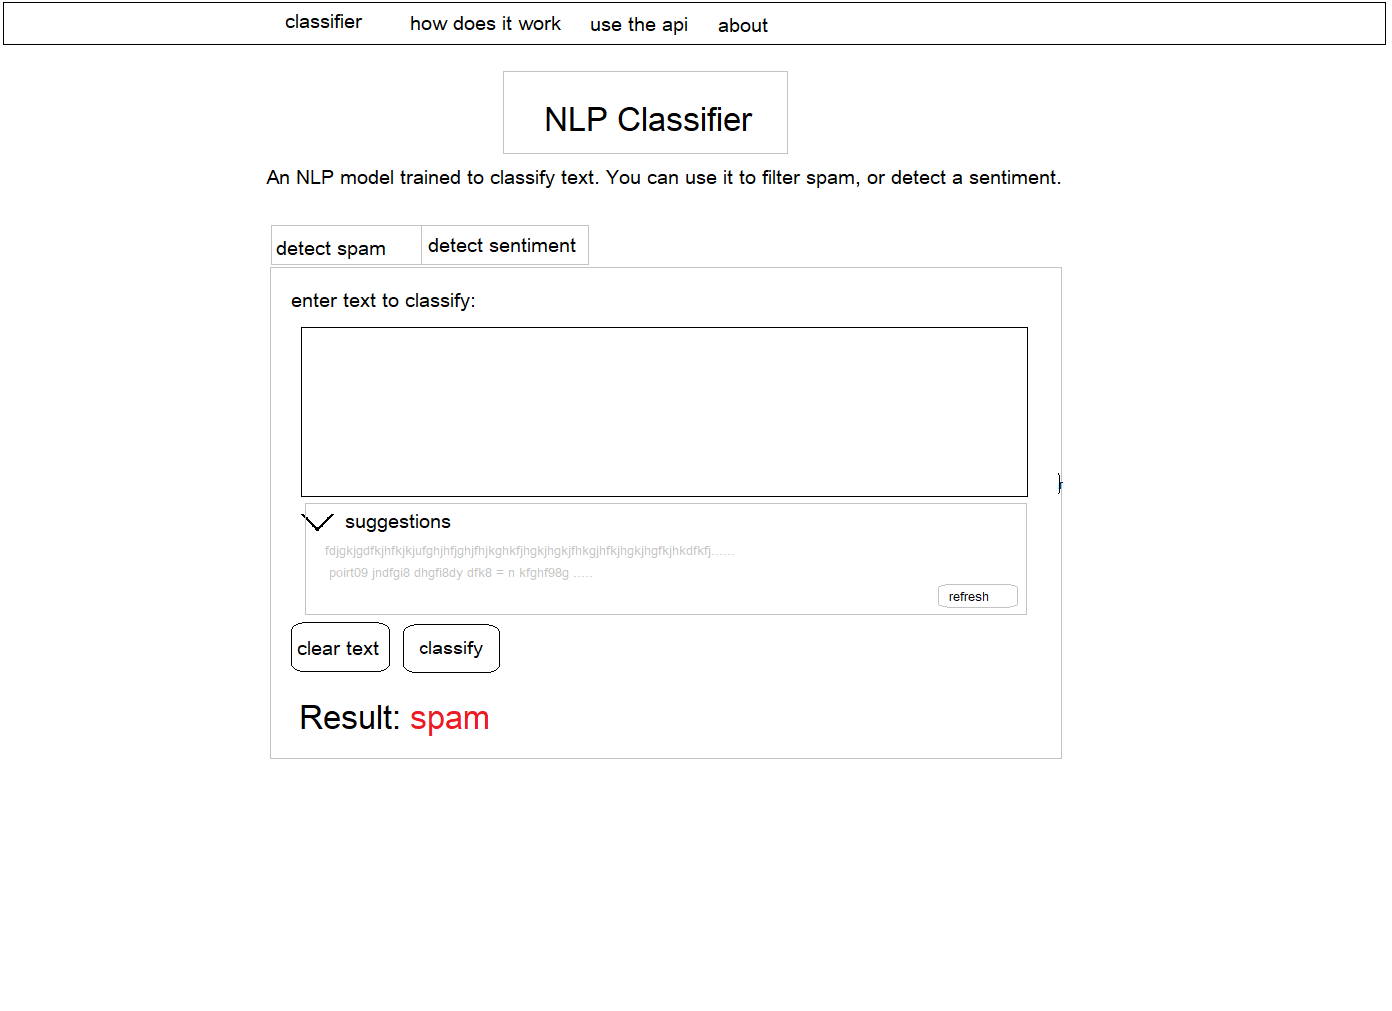 classifier how does it work use the api about
NLP Classifier
An NLP model trained to classify text. You can use it to filter spam, or detect a sentiment.
detect spam detect sentiment
enter text to classify:
suggestions
fdjgkjgdfkjhfkjkjufghjhfjghjfhjkghkfjhgkjhgkjfhkgjhfkjhgkjhgfkjhkdfkfj......
poirt09 jndfgi8 dhgfi8dy dfk8 = n kfghf98g .....
refresh
clear text classify
Result: spam